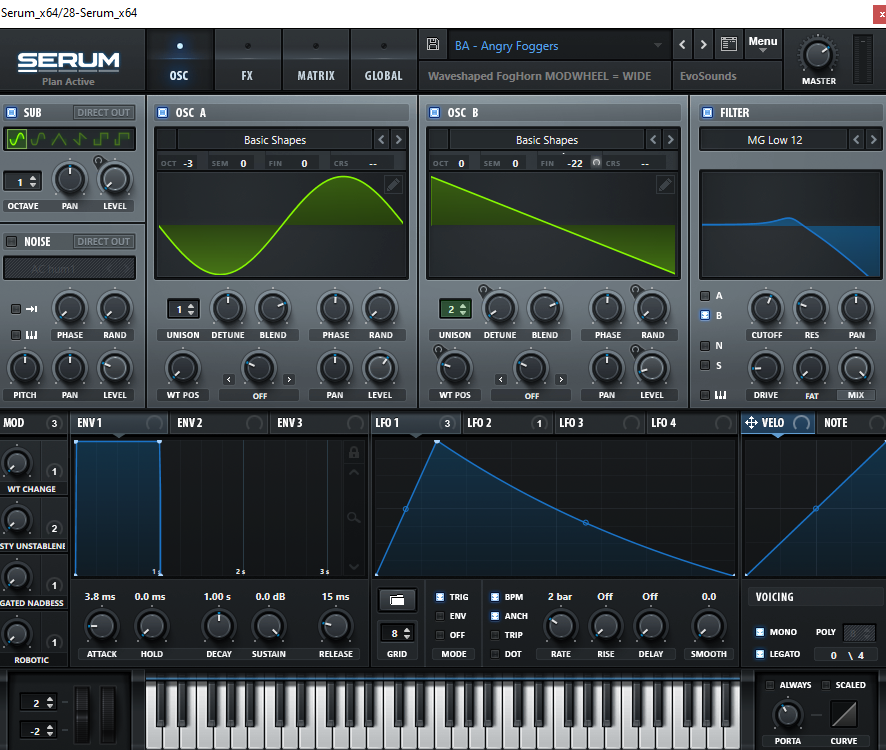 Serum_x64/28-Serum_x64
x
SERUM
Plan Active
OSC FX MATRIX GLOBAL
BA - Angry Foggers
Menu
Waveshaped FogHorn MODWHEEL = WIDE EvoSounds
MASTER
SUB DIRECT OUT
1
OCTAVE PAN LEVEL
NOISE DIRECT OUT
AC hum1
PHASE RAND
PITCH PAN LEVEL
OSC A
Basic Shapes
OCT -3 SEM 0 FIN 0 CRS --
1
UNISON DETUNE BLEND PHASE RAND
WT POS OFF PAN LEVEL
OSC B
Basic Shapes
OCT 0 SEM 0 FIN -22 CRS --
2
UNISON DETUNE BLEND PHASE RAND
WT POS OFF PAN LEVEL
FILTER
MG Low 12
A
B
N
S
CUTOFF RES PAN
DRIVE FAT MIX
MOD 3 ENV 1 ENV 2 ENV 3 LFO 1 3 LFO 2 1 LFO 3 LFO 4 VELO NOTE
1
WT CHANGE
2
STY UNSTABLENE
1
GATED NADBESS
1
ROBOTIC
1s 2s 3s
3.8 ms 0.0 ms 1.00 s 0.0 dB 15 ms
ATTACK HOLD DECAY SUSTAIN RELEASE
8
GRID
TRIG
ENV
OFF
MODE
BPM
ANCH
TRIP
DOT
2 bar Off Off 0.0
RATE RISE DELAY SMOOTH
VOICING
MONO POLY
LEGATO 0 \ 4
2
-2
ALWAYS SCALED
PORTA CURVE